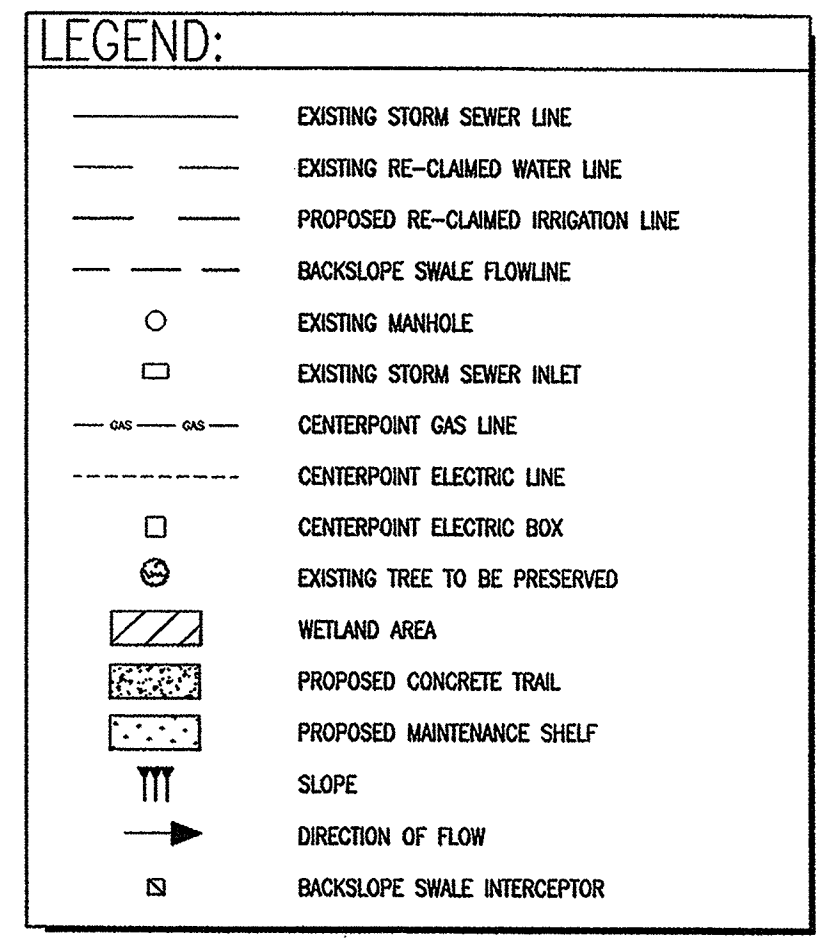 LEGEND:
EXISTING STORM SEWER LINE
EXISTING RE-CLAIMED WATER LINE
PROPOSED RE-CLAIMED IRRIGATION LINE
BACKSLOPE SWALE FLOWLINE
EXISTING MANHOLE
EXISTING STORM SEWER INLET
GAS GAS CENTERPOINT GAS LINE
CENTERPOINT ELECTRIC LINE
CENTERPOINT ELECTRIC BOX
EXISTING TREE TO BE PRESERVED
WETLAND AREA
PROPOSED CONCRETE TRAIL
PROPOSED MAINTENANCE SHELF
SLOPE
DIRECTION OF FLOW
BACKSLOPE SWALE INTERCEPTOR